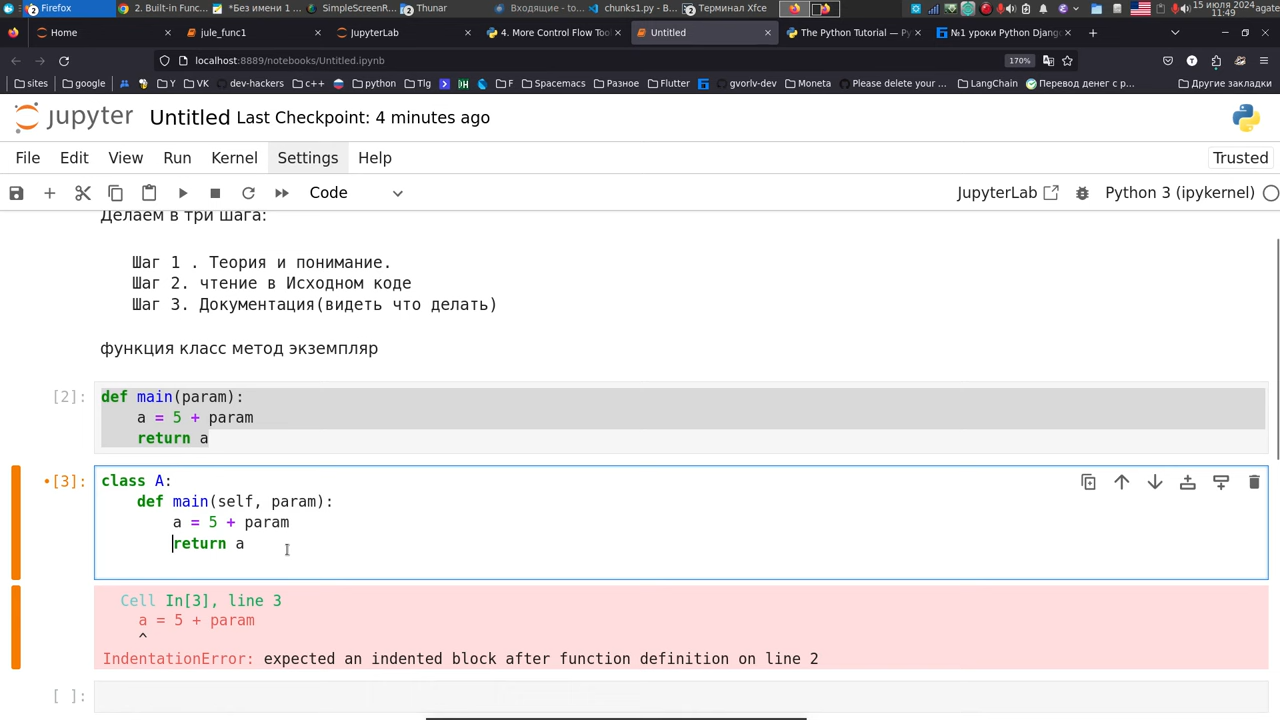 Firefox
2. Built-in Func...
*Без имени 1 ...
SimpleScreenR...
Thunar
Входящие - to...
chunks1.py - B...
Терминал Xfce
15 июля 2024
11:49
agate
Home
jule_func1
JupyterLab
4. More Control Flow Tool
Untitled
The Python Tutorial — Py
№1 уроки Python Djang
localhost:8889/notebooks/Untitled.ipynb
170%
sites
google
Y
VK
dev-hackers
c++
python
Tlg
F
Spacemacs
Разное
Flutter
gvorlv-dev
Moneta
Please delete your ...
LangChain
Перевод денег с р...
Другие закладки
jupyter Untitled Last Checkpoint: 4 minutes ago
File Edit View Run Kernel Settings Help
Trusted
Code
JupyterLab
Python 3 (ipykernel)
Делаем в три шага:
Шаг 1 . Теория и понимание.
Шаг 2. чтение в Исходном коде
Шаг 3. Документация(видеть что делать)
функция класс метод экземпляр
[2]:
def main(param):
a = 5 + param
return a
[3]:
class A:
def main(self, param):
a = 5 + param
return a
Cell In[3], line 3
a = 5 + param
^
IndentationError: expected an indented block after function definition on line 2
[ ]: